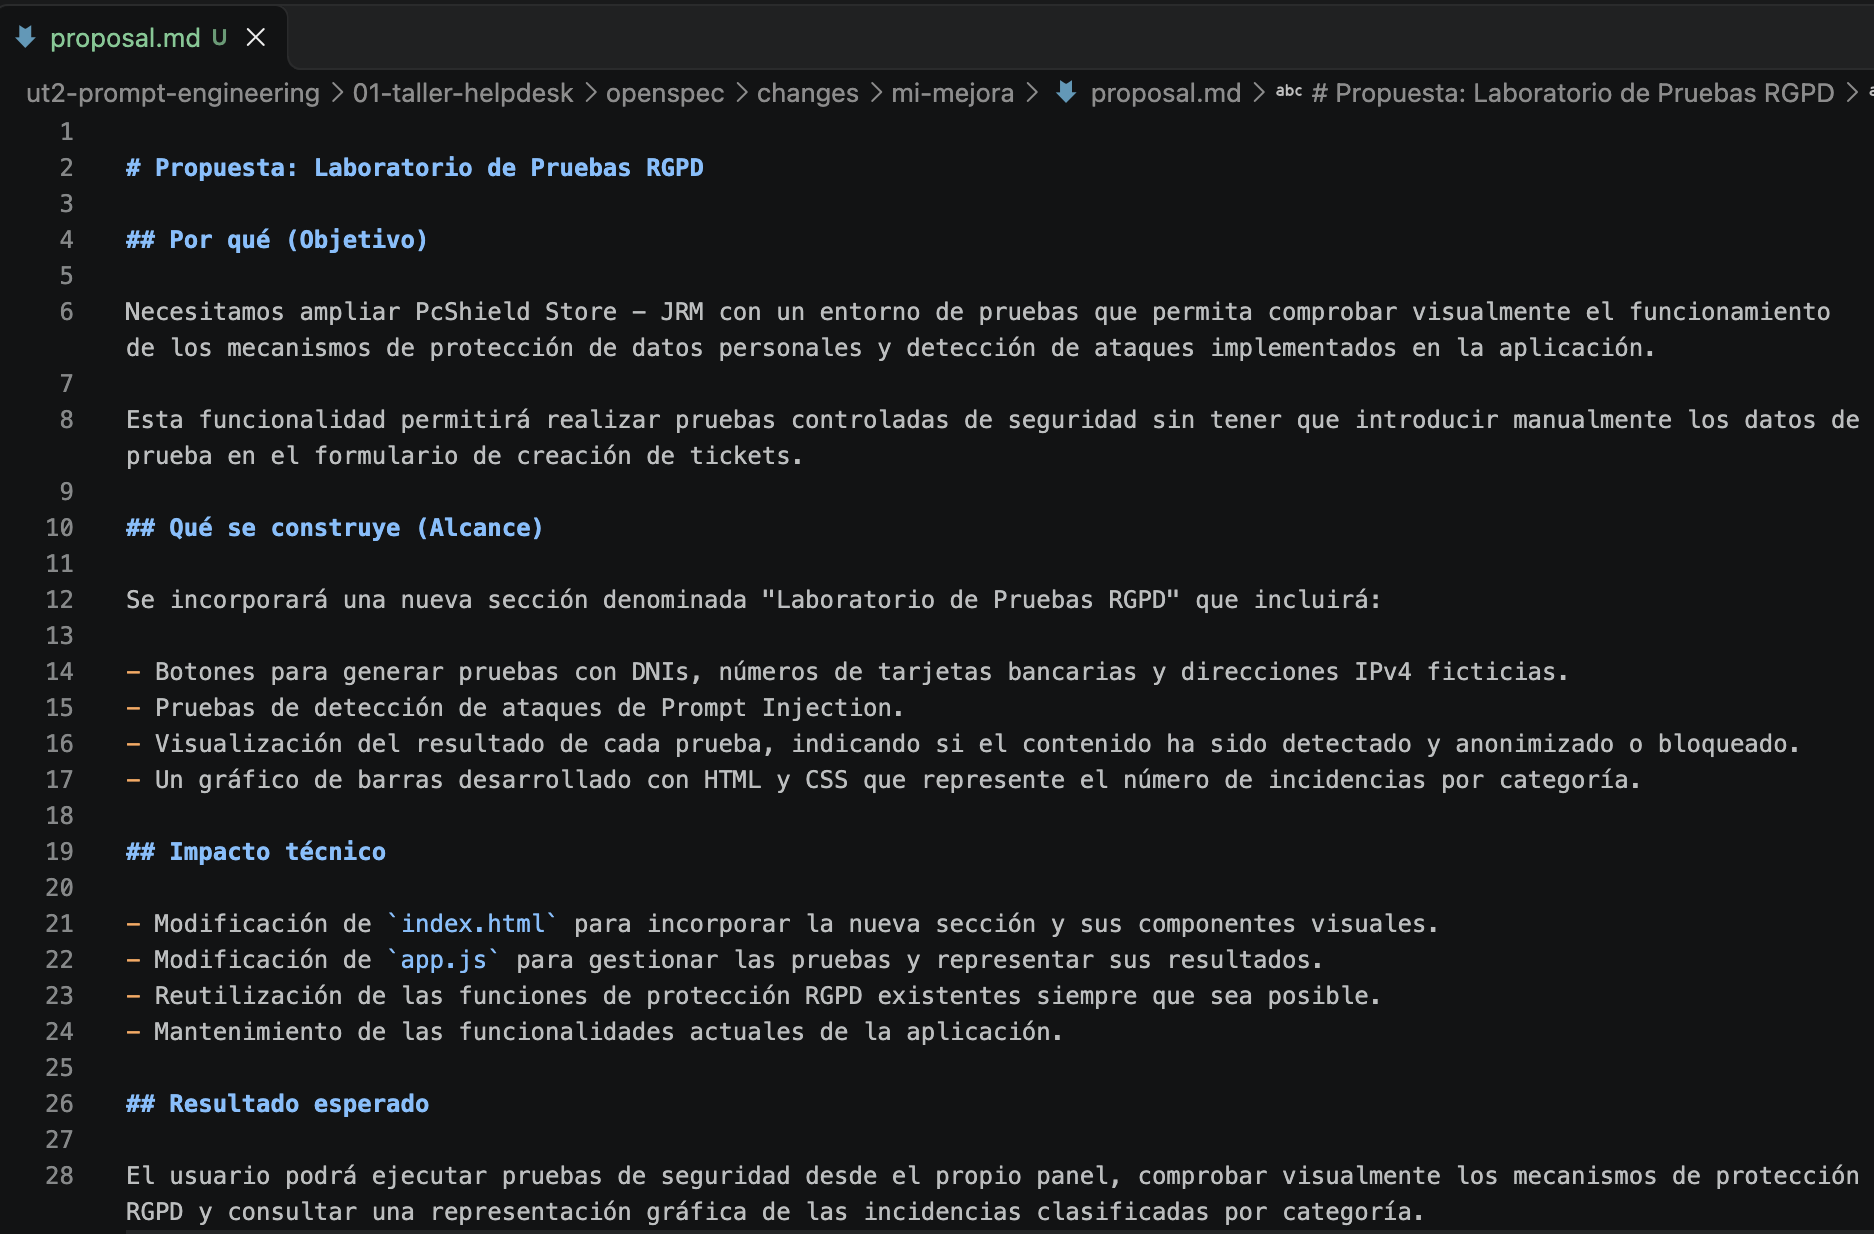 proposal.md U
ut2-prompt-engineering > 01-taller-helpdesk > openspec > changes > mi-mejora > proposal.md > abc # Propuesta: Laboratorio de Pruebas RGPD >
1
2 # Propuesta: Laboratorio de Pruebas RGPD
3
4 ## Por qué (Objetivo)
5
6 Necesitamos ampliar PcShield Store – JRM con un entorno de pruebas que permita comprobar visualmente el funcionamiento
de los mecanismos de protección de datos personales y detección de ataques implementados en la aplicación.
7
8 Esta funcionalidad permitirá realizar pruebas controladas de seguridad sin tener que introducir manualmente los datos de
prueba en el formulario de creación de tickets.
9
10 ## Qué se construye (Alcance)
11
12 Se incorporará una nueva sección denominada "Laboratorio de Pruebas RGPD" que incluirá:
13
14 - Botones para generar pruebas con DNIs, números de tarjetas bancarias y direcciones IPv4 ficticias.
15 - Pruebas de detección de ataques de Prompt Injection.
16 - Visualización del resultado de cada prueba, indicando si el contenido ha sido detectado y anonimizado o bloqueado.
17 - Un gráfico de barras desarrollado con HTML y CSS que represente el número de incidencias por categoría.
18
19 ## Impacto técnico
20
21 - Modificación de `index.html` para incorporar la nueva sección y sus componentes visuales.
22 - Modificación de `app.js` para gestionar las pruebas y representar sus resultados.
23 - Reutilización de las funciones de protección RGPD existentes siempre que sea posible.
24 - Mantenimiento de las funcionalidades actuales de la aplicación.
25
26 ## Resultado esperado
27
28 El usuario podrá ejecutar pruebas de seguridad desde el propio panel, comprobar visualmente los mecanismos de protección
RGPD y consultar una representación gráfica de las incidencias clasificadas por categoría.